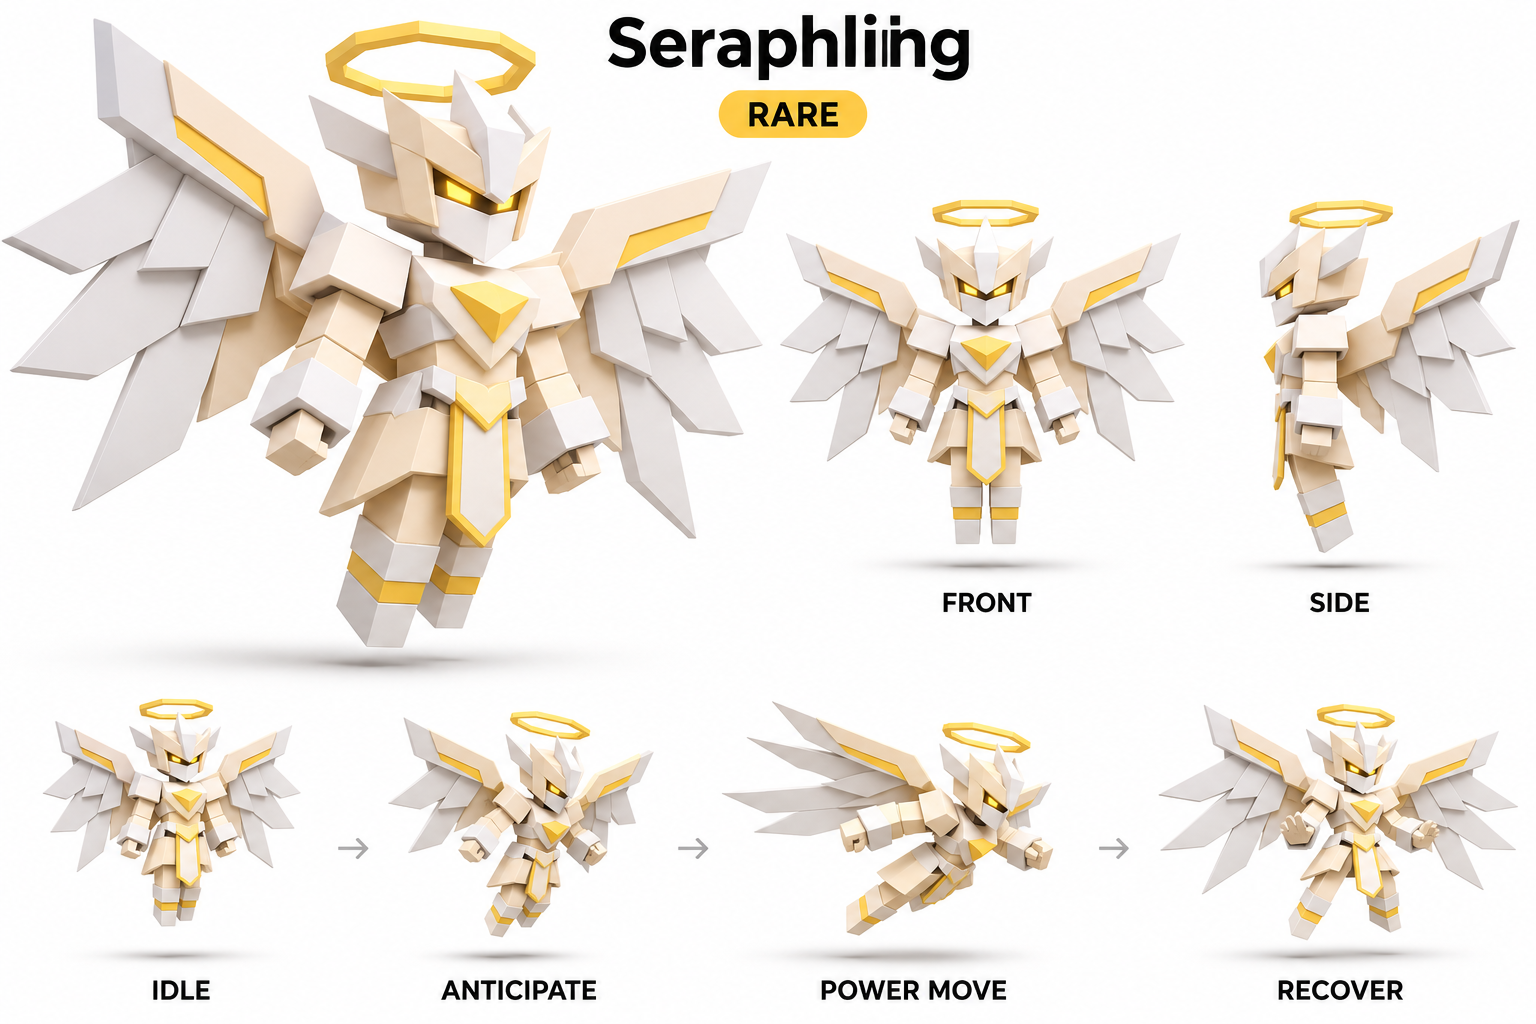 Seraphliing
RARE
FRONT
SIDE
IDLE
ANTICIPATE
POWER MOVE
RECOVER